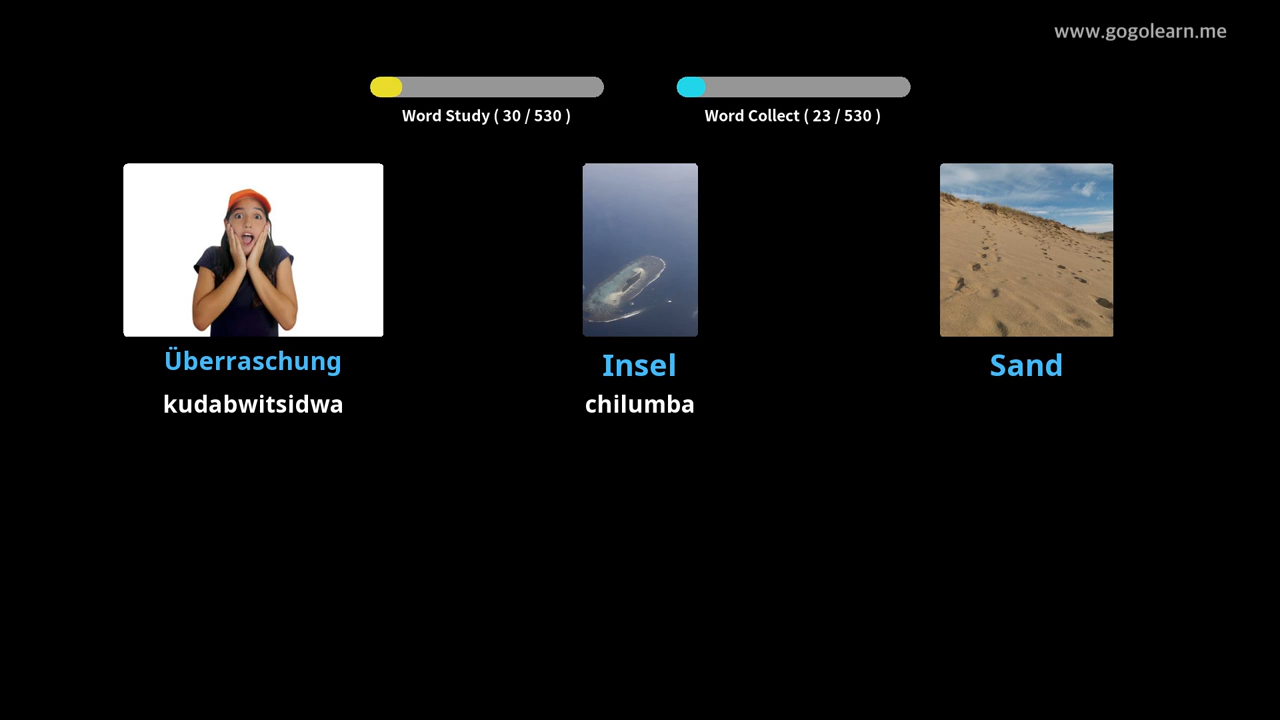 www.gogolearn.me
Word Study ( 30 / 530 )
Word Collect ( 23 / 530 )
Überraschung
Insel
Sand
kudabwitsidwa
chilumba